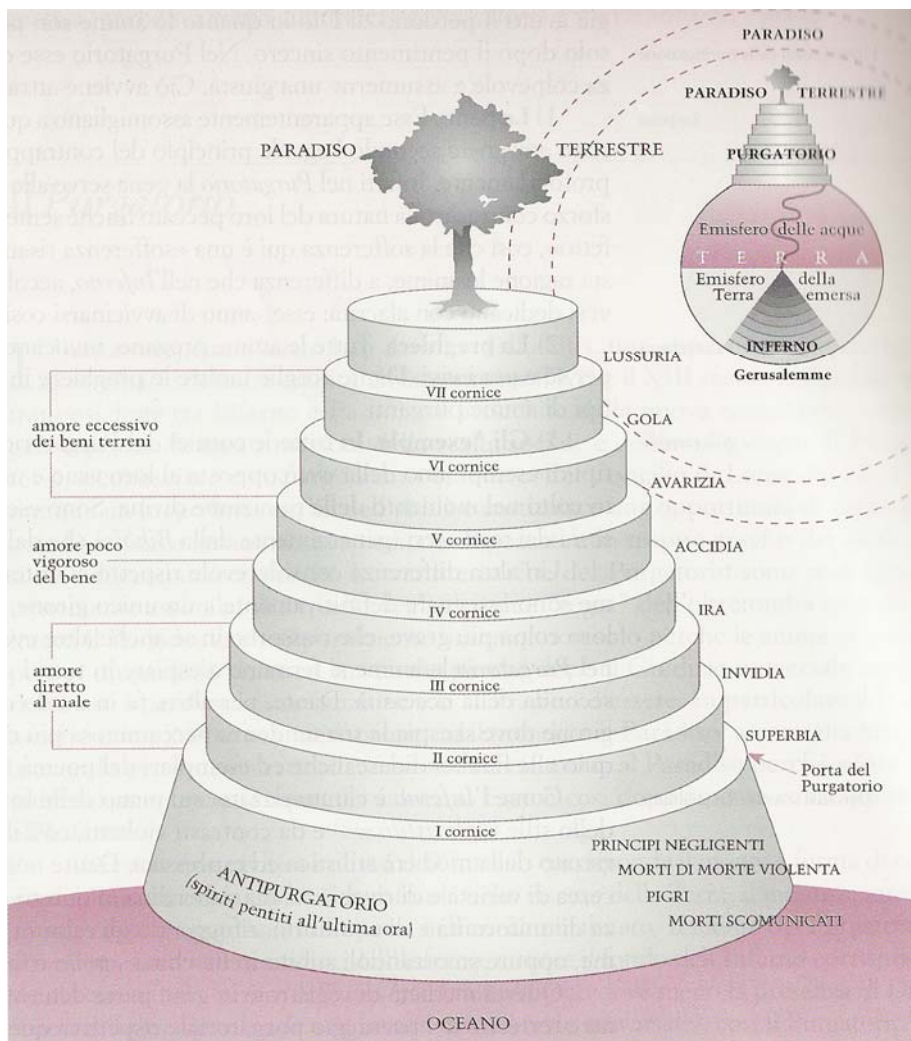 PARADISO
PARADISO TERRESTRE
PURGATORIO
Emisfero delle acque
TERRA
Emisfero della
Terra emersa
INFERNO
Gerusalemme
PARADISO TERRESTRE
LUSSURIA
VII cornice
GOLA
amore eccessivo
dei beni terreni
VI cornice
AVARIZIA
V cornice
ACCIDIA
amore poco
vigoroso
del bene
IV cornice
IRA
III cornice
INVIDIA
amore
diretto
al male
II cornice
SUPERBIA
Porta del
Purgatorio
I cornice
PRINCIPI NEGLIGENTI
MORTI DI MORTE VIOLENTA
PIGRI
MORTI SCOMUNICATI
ANTIPURGATORIO
(spiriti pentiti all'ultima ora)
OCEANO